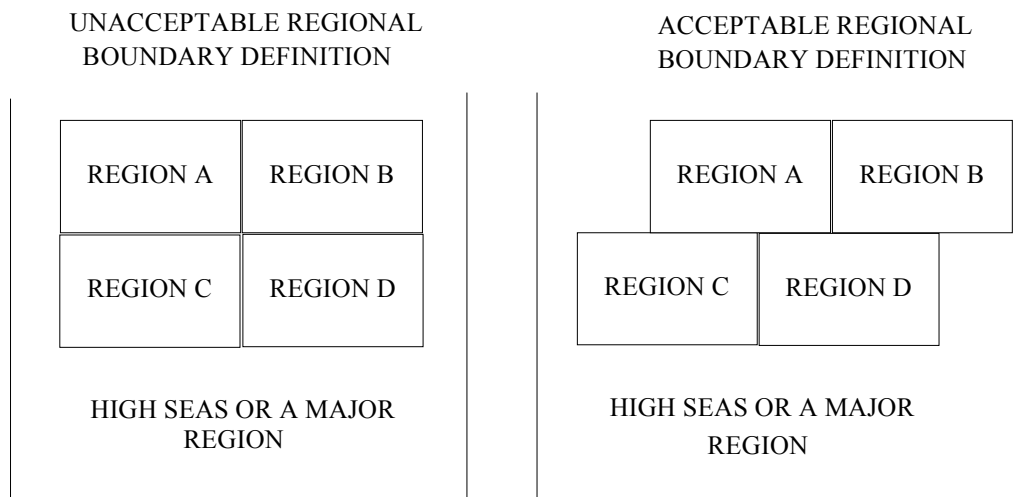 UNACCEPTABLE REGIONAL
BOUNDARY DEFINITION
REGION A
REGION B
REGION C
REGION D
HIGH SEAS OR A MAJOR
REGION
ACCEPTABLE REGIONAL
BOUNDARY DEFINITION
REGION A
REGION B
REGION C
REGION D
HIGH SEAS OR A MAJOR
REGION